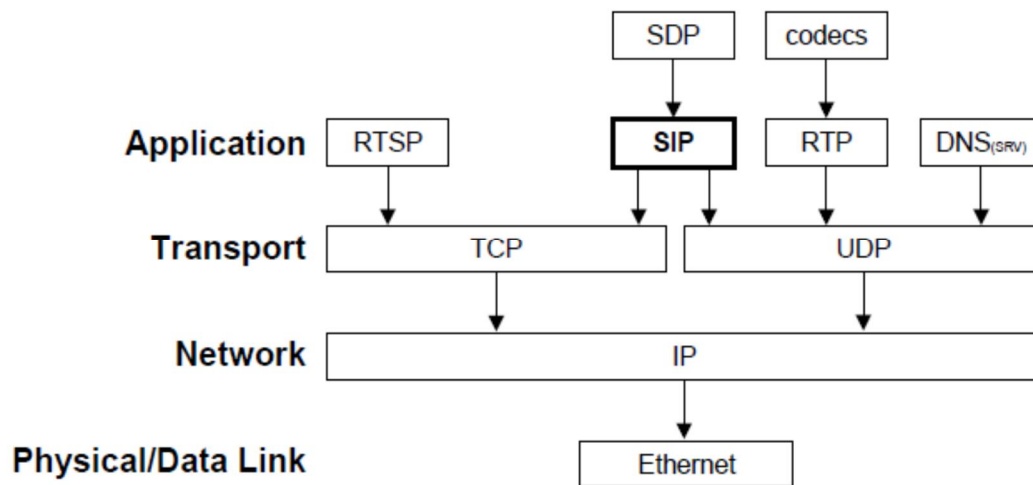 SDP codecs
Application RTSP SIP RTP DNS(SRV)
Transport TCP UDP
Network IP
Physical/Data Link Ethernet